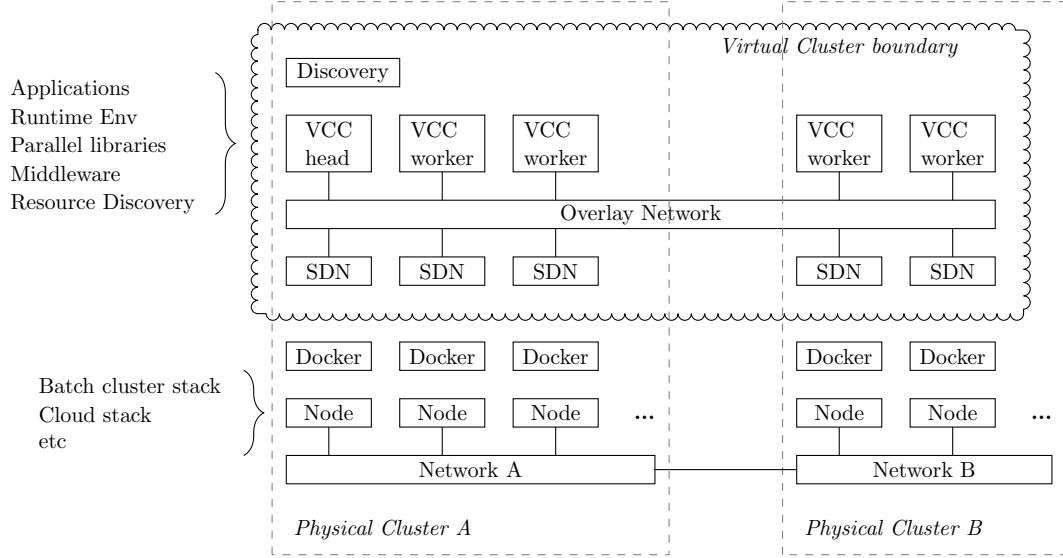 Virtual Cluster boundary
Discovery
Applications
Runtime Env
Parallel libraries
Middleware
Resource Discovery
VCC head
VCC worker
VCC worker
VCC worker
VCC worker
Overlay Network
SDN SDN SDN SDN SDN
Docker Docker Docker Docker Docker
Batch cluster stack
Cloud stack
etc
Node Node Node ... Node Node ...
Network A Network B
Physical Cluster A Physical Cluster B